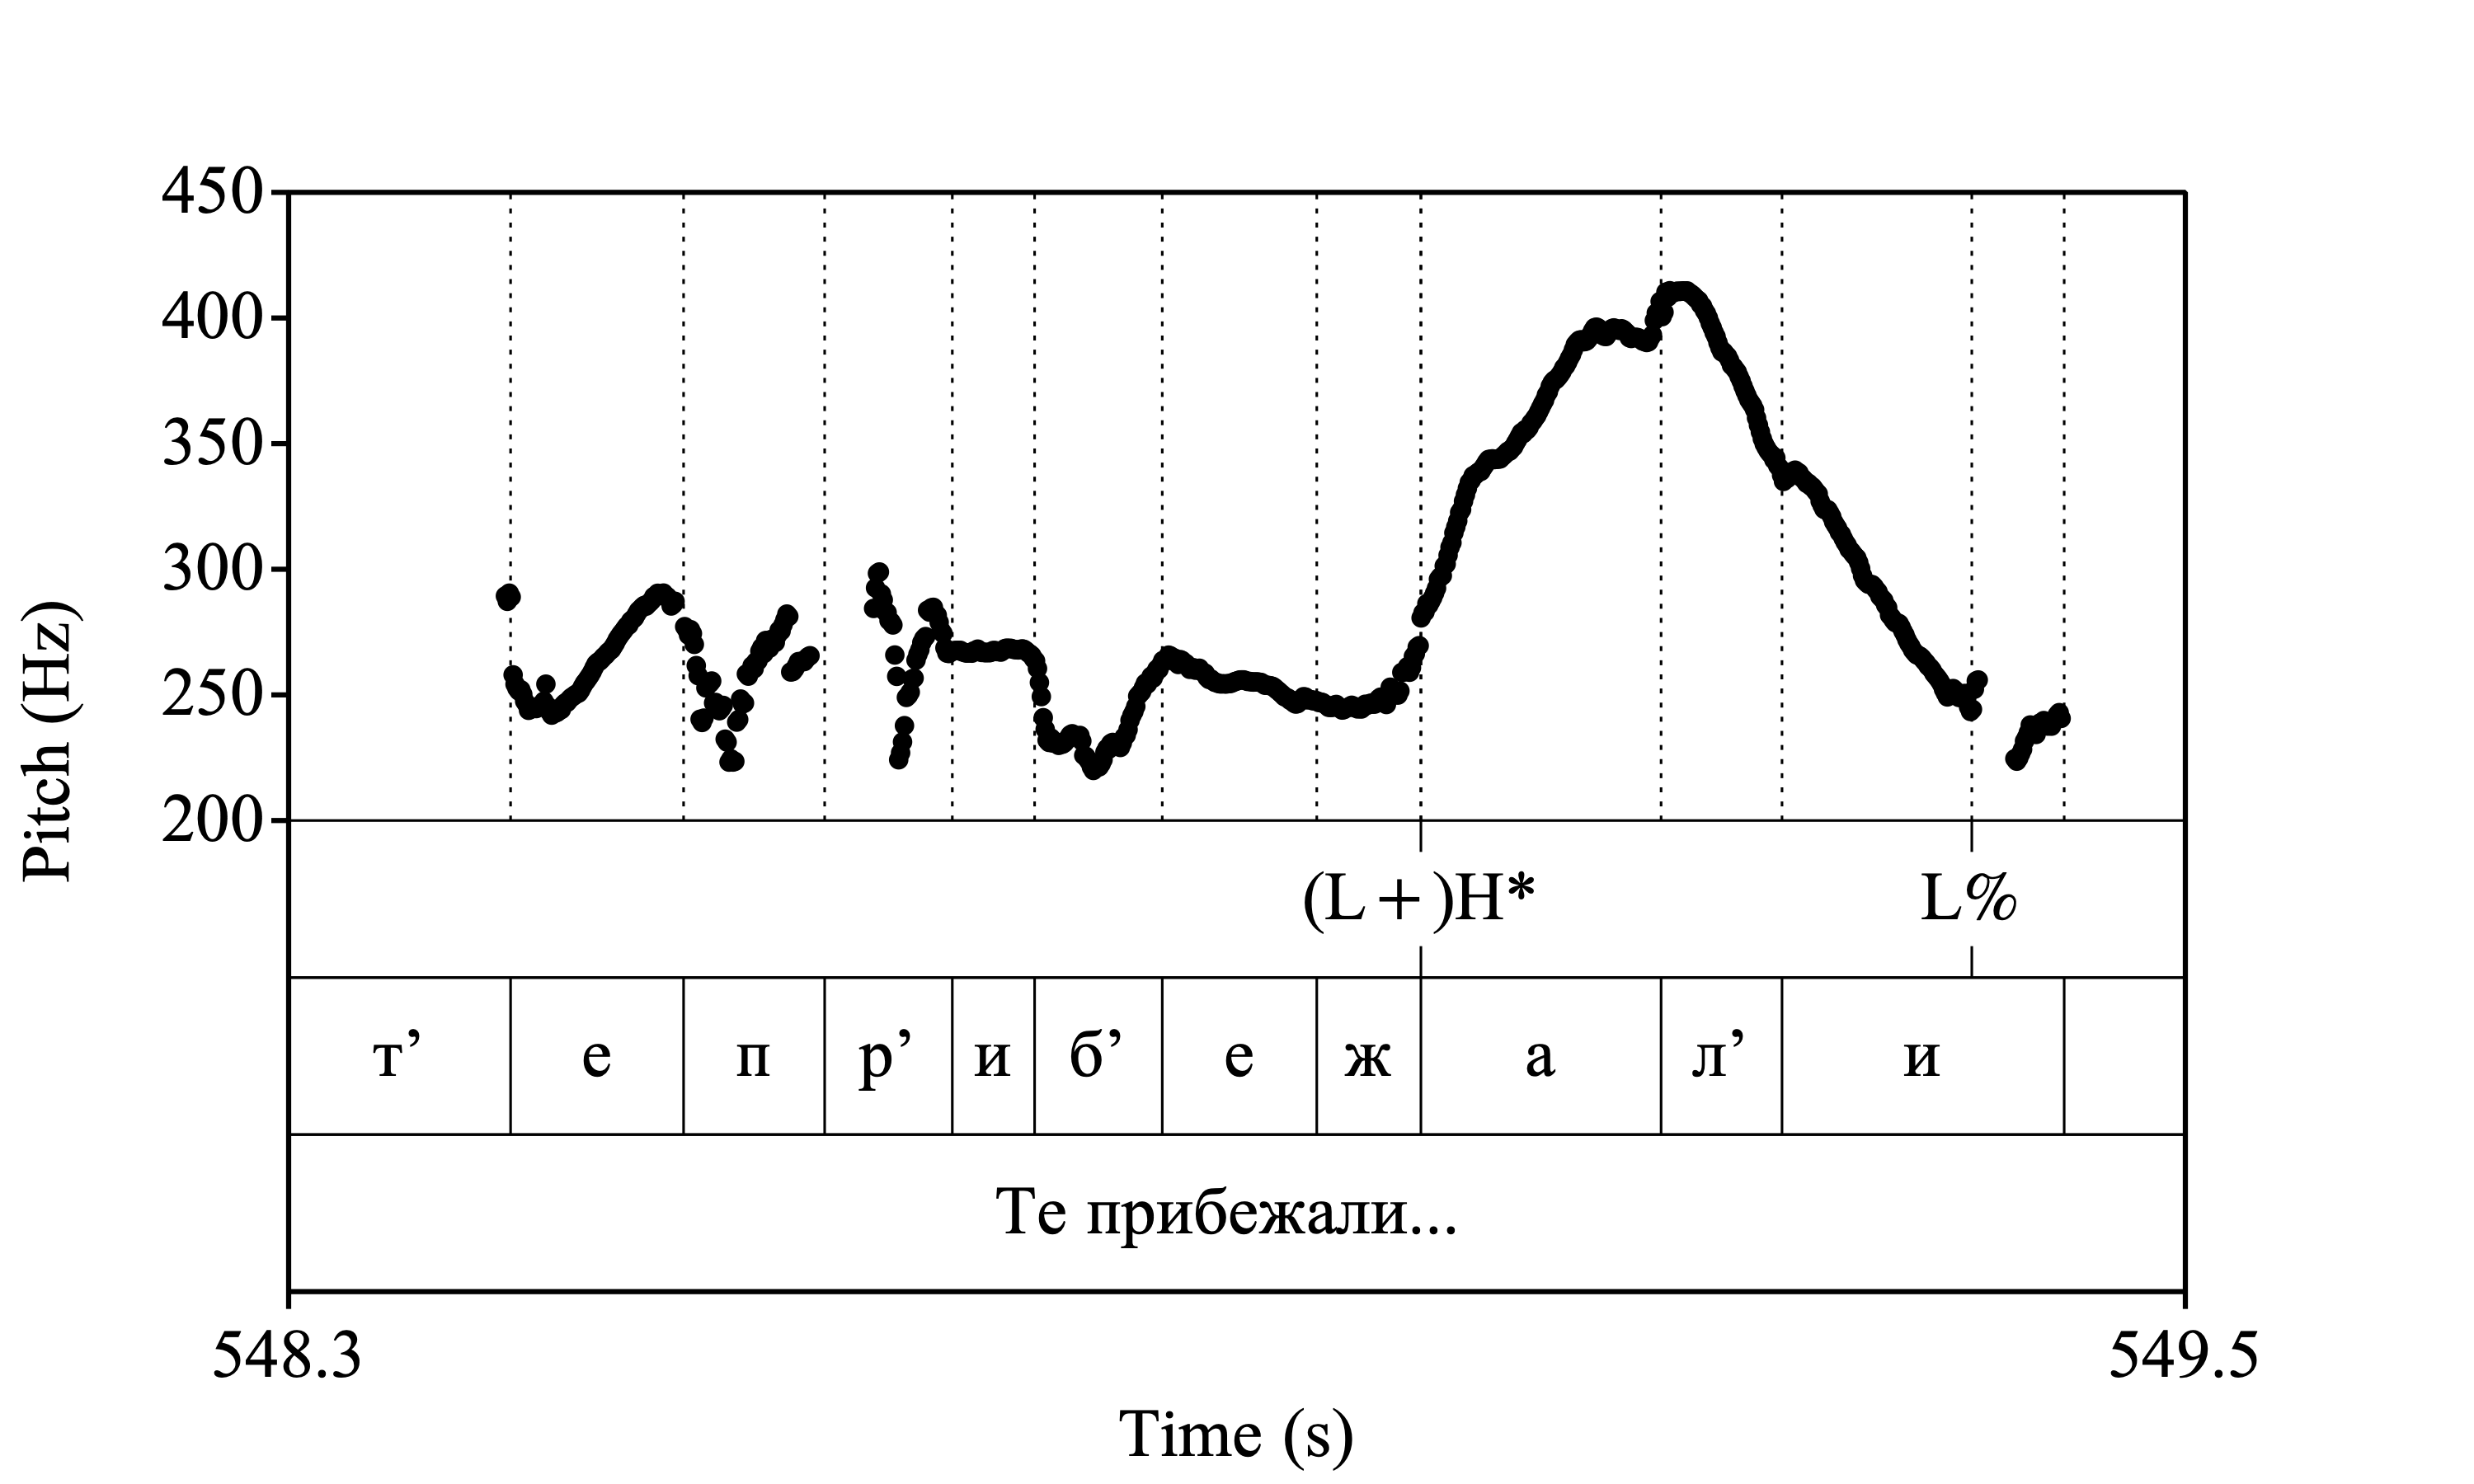 450
400
350
300
250
200
Pitch (Hz)
(L+)H* L%
т’ е п р’ и б’ е ж а л’ и
Те прибежали...
548.3 549.5
Time (s)